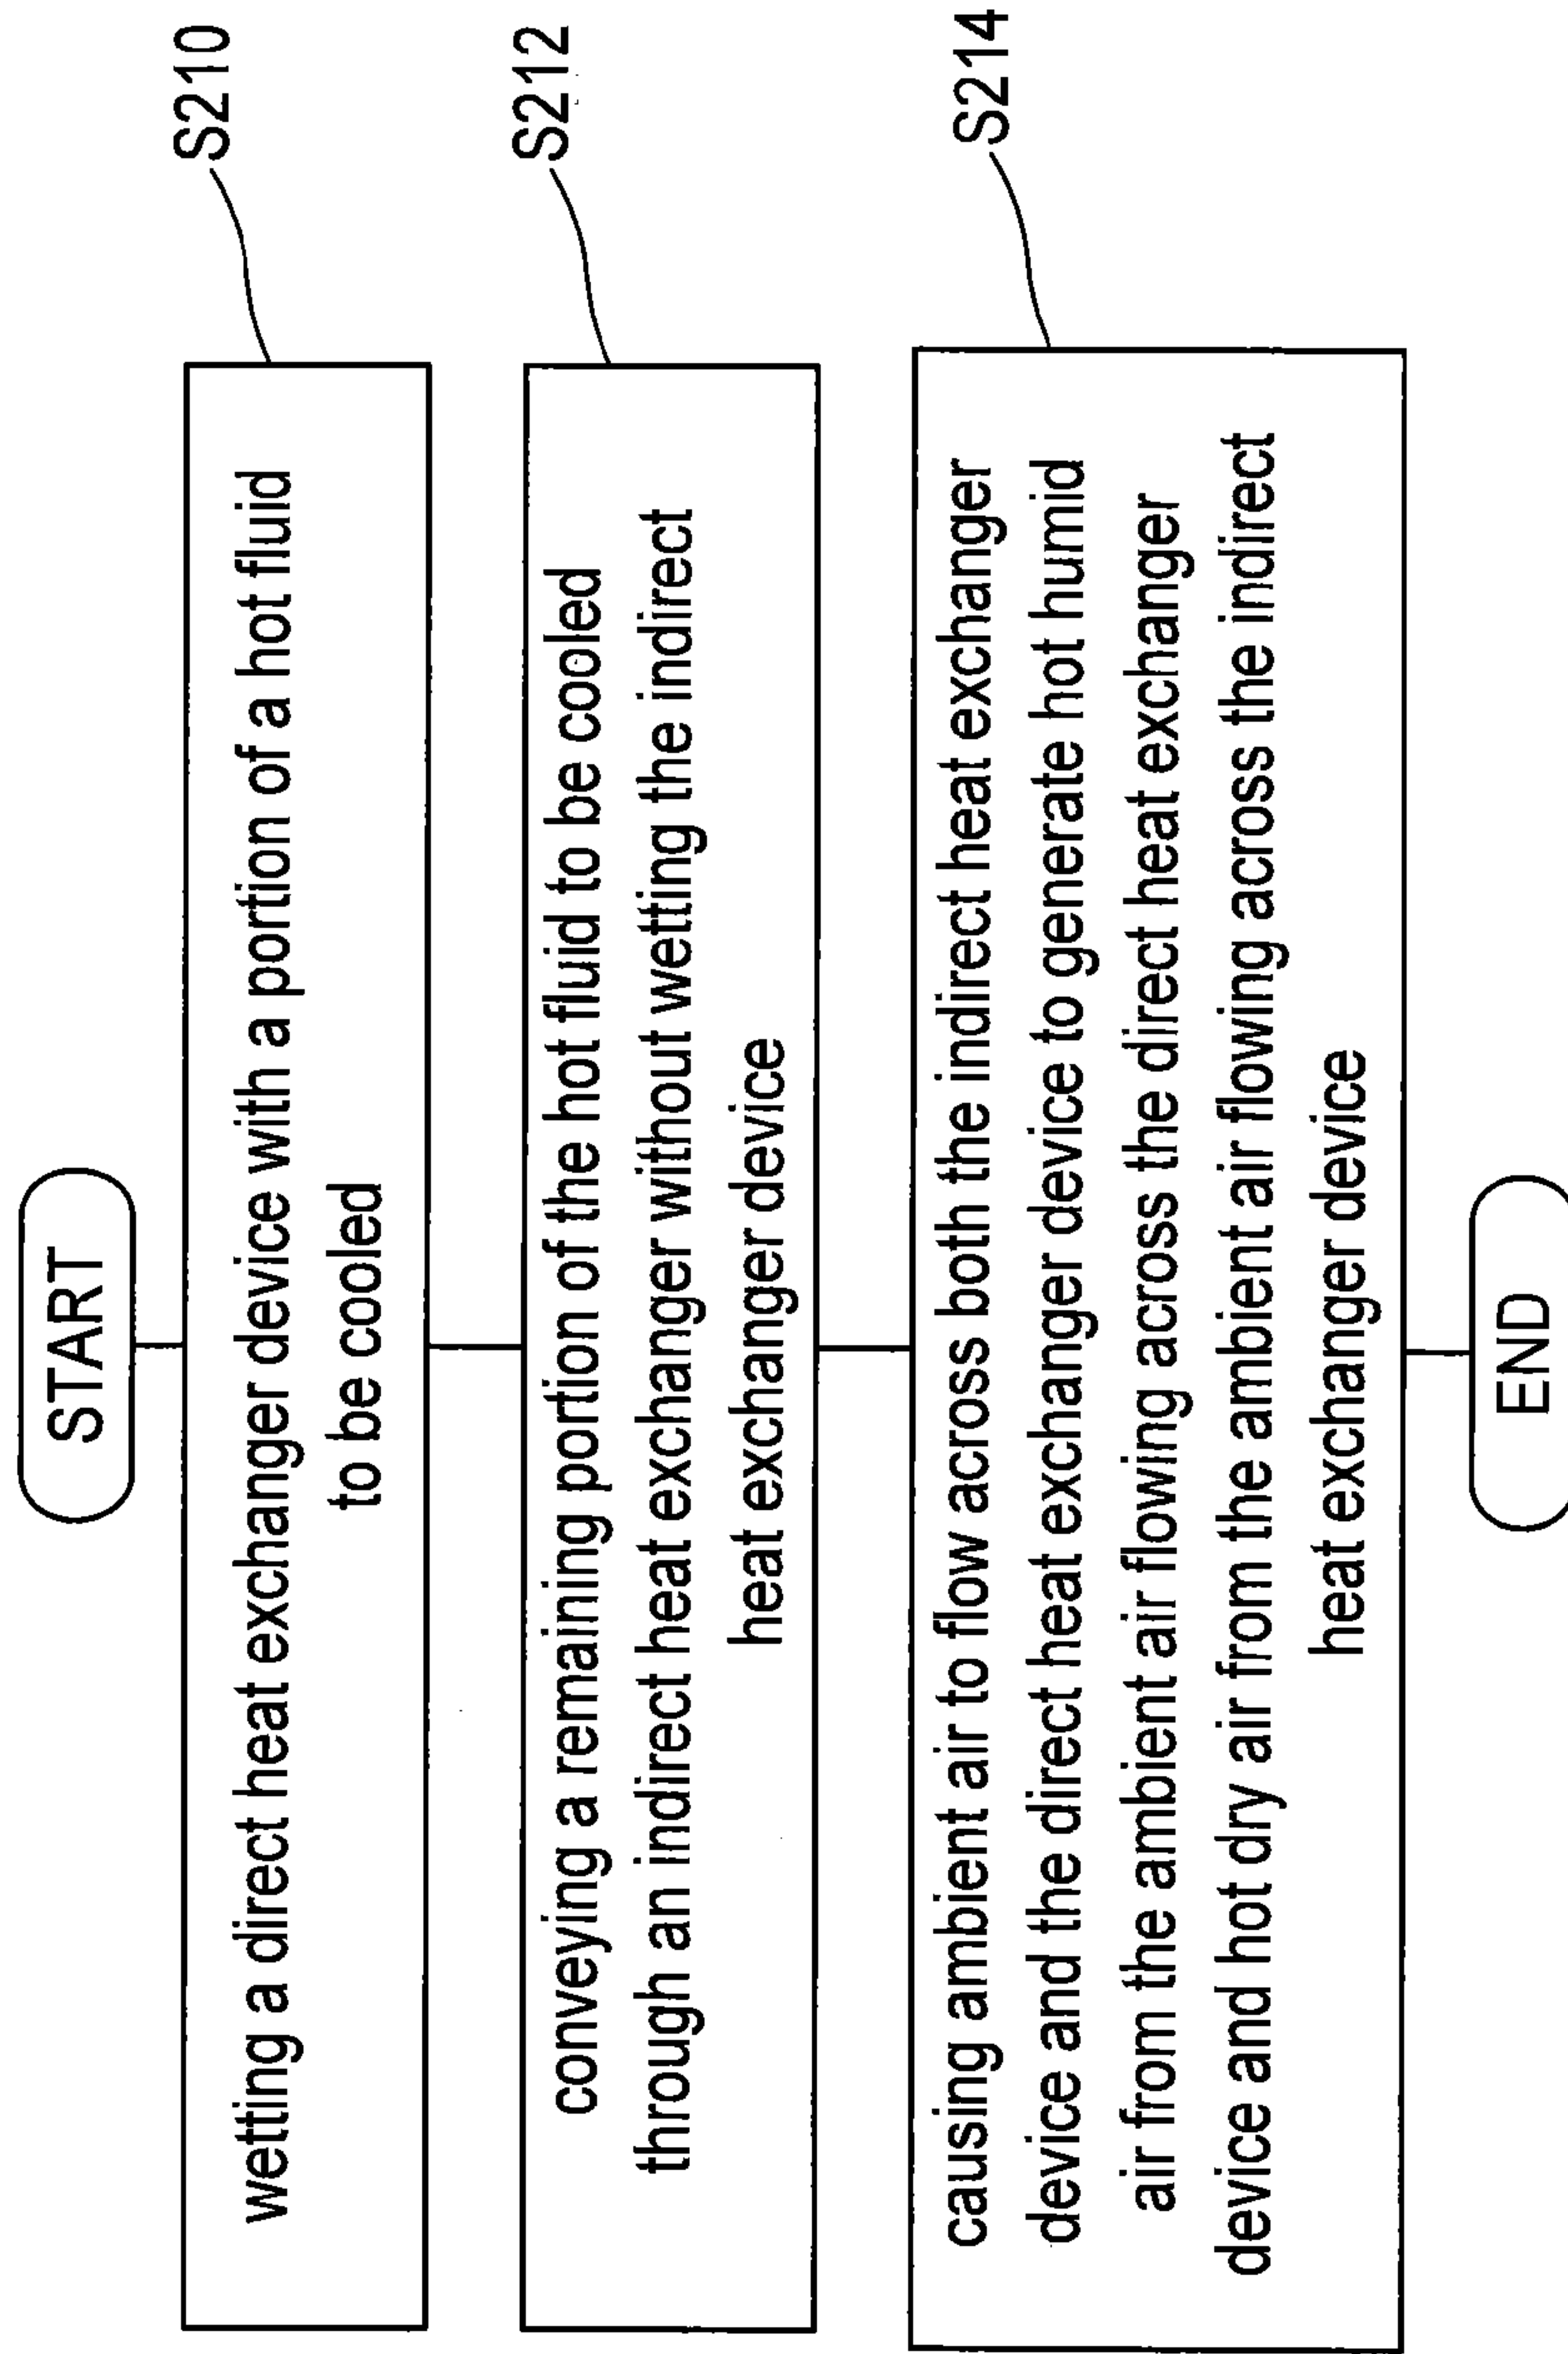 START
S210
wetting a direct heat exchanger device with a portion of a hot fluid
to be cooled
S212
conveying a remaining portion of the hot fluid to be cooled
through an indirect heat exchanger without wetting the indirect
heat exchanger device
S214
causing ambient air to flow across both the indirect heat exchanger
device and the direct heat exchanger device to generate hot humid
air from the ambient air flowing across the direct heat exchanger
device and hot dry air from the ambient air flowing across the indirect
heat exchanger device
END